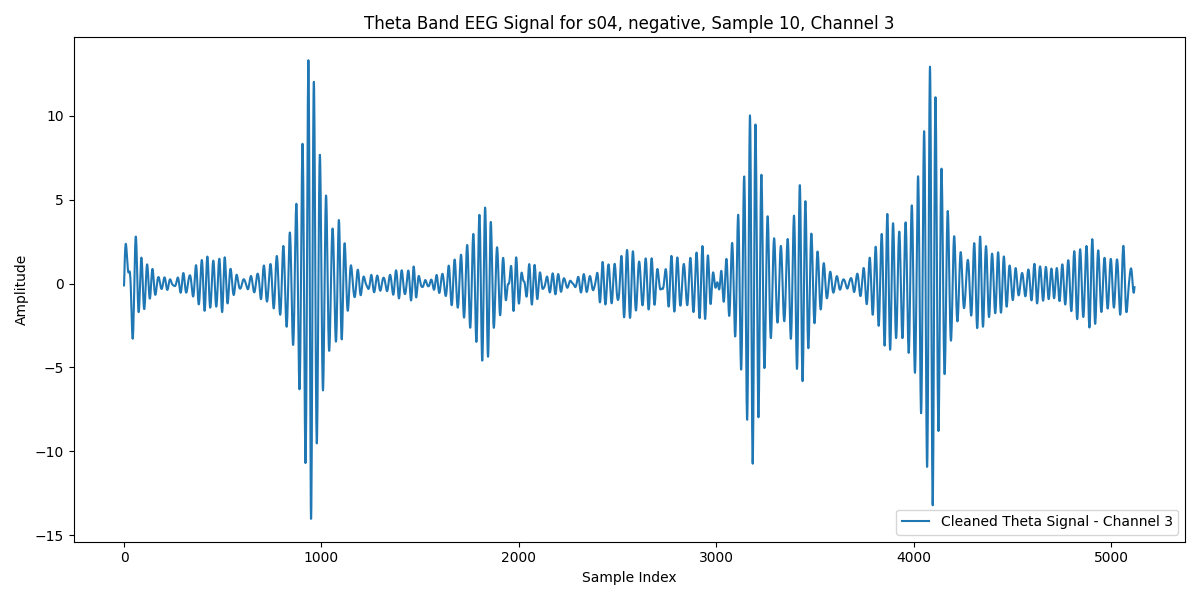 Theta Band EEG Signal for s04, negative, Sample 10, Channel 3
Amplitude
10
5
0
−5
−10
−15
Cleaned Theta Signal - Channel 3
0 1000 2000 3000 4000 5000
Sample Index